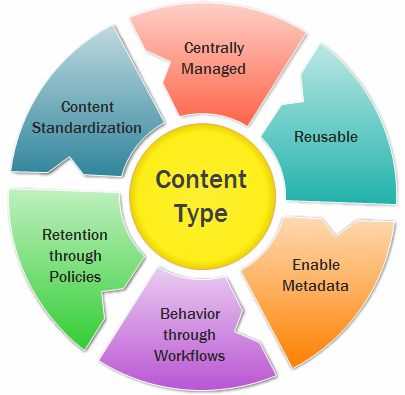 Centrally
Managed
Reusable
Enable
Metadata
Behavior
through
Workflows
Retention
through
Policies
Content
Standardization
Content
Type